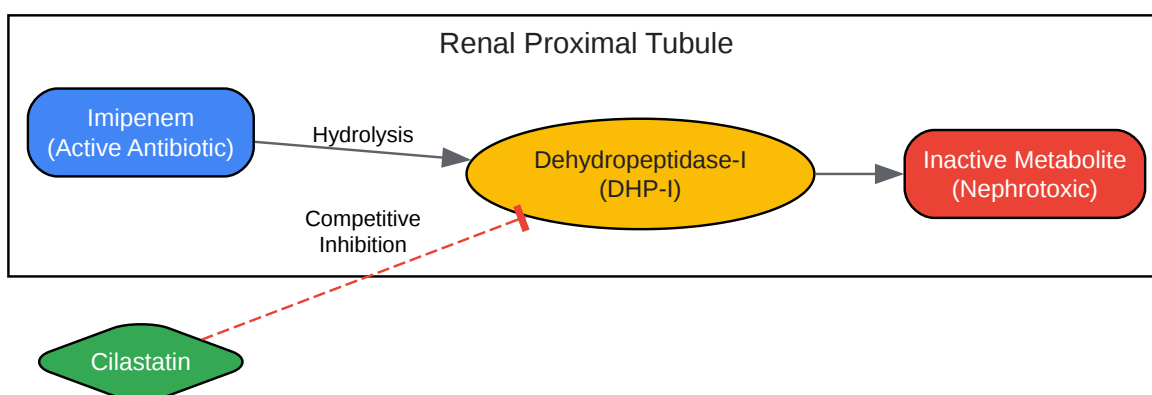 Renal Proximal Tubule
Imipenem
(Active Antibiotic)
Hydrolysis
Dehydropeptidase-I
(DHP-I)
Inactive Metabolite
(Nephrotoxic)
Competitive
Inhibition
Cilastatin